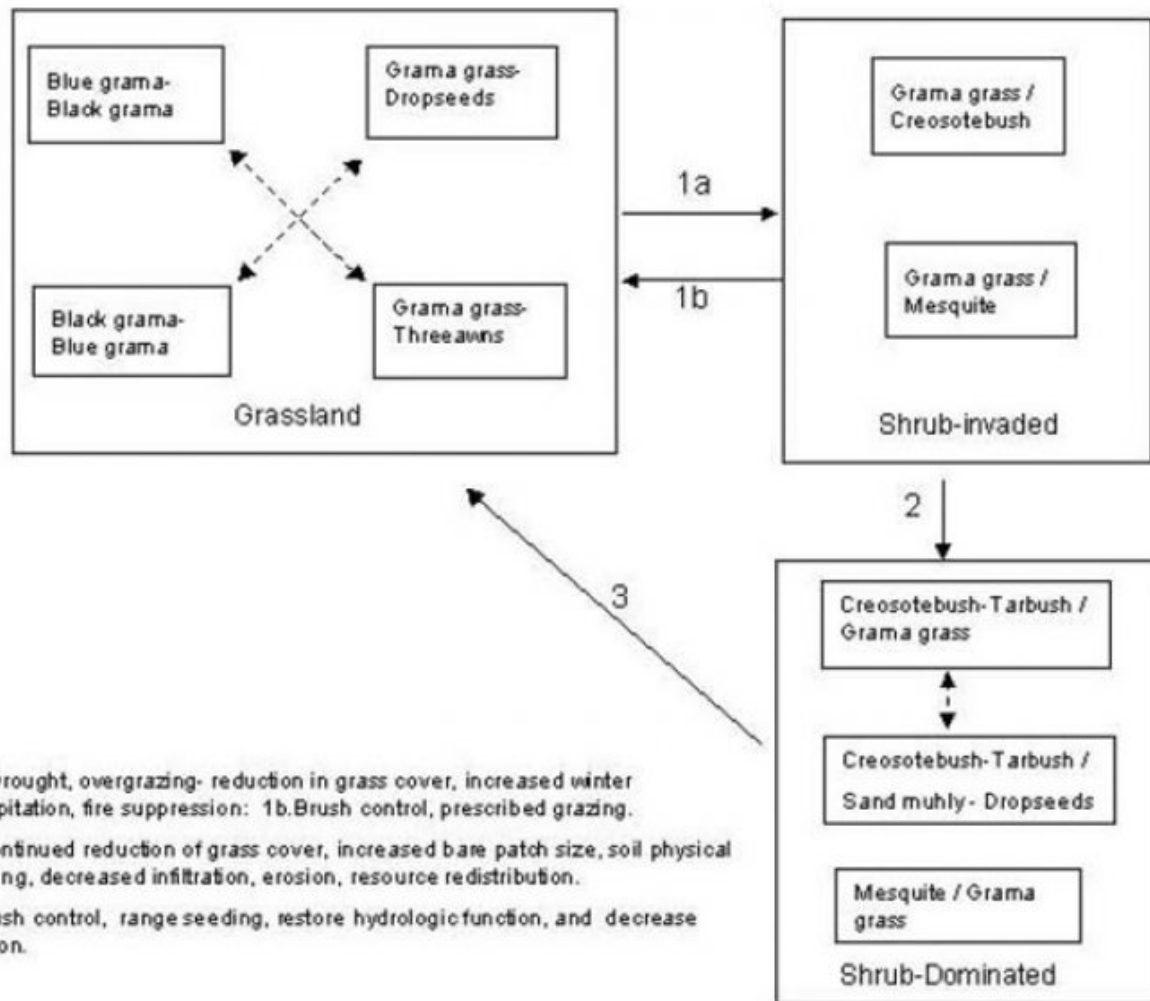 Blue grama-
Black grama
Grama grass-
Dropseeds
Black grama-
Blue grama
Grama grass-
Threeawns
Grassland
1a
1b
Grama grass /
Creosotebush
Grama grass /
Mesquite
Shrub-invaded
2
3
Creosotebush-Tarbush /
Grama grass
Creosotebush-Tarbush /
Sand muhly - Dropseeds
Mesquite / Grama
grass
Shrub-Dominated
rought, overgrazing- reduction in grass cover, increased winter
pitation, fire suppression: 1b.Brush control, prescribed grazing.
ntinued reduction of grass cover, increased bare patch size, soil physical
ng, decreased infiltration, erosion, resource redistribution.
sh control, range seeding, restore hydrologic function, and decrease
on.